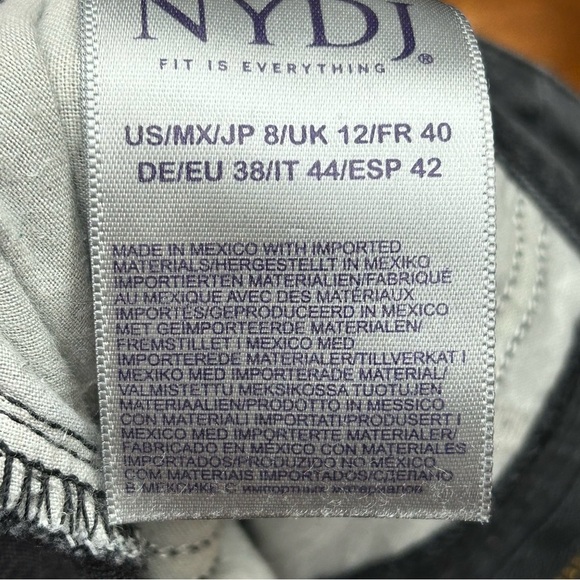 NYDJ®
FIT IS EVERYTHING
US/MX/JP 8/UK 12/FR 40
DE/EU 38/IT 44/ESP 42
MADE IN MEXICO WITH IMPORTED
MATERIALS/HERGESTELLT IN MEXIKO
IMPORTIERTEN MATERIALIEN/FABRIQUÉ
AU MEXIQUE AVEC DES MATÉRIAUX
IMPORTÉS/GEPRODUCEERD IN MEXICO
MET GEÏMPORTEERDE MATERIALEN/
FREMSTILLET I MEXICO MED
IMPORTEREDE MATERIALER/TILLVERKAT I
MEXIKO MED IMPORTERADE MATERIAL/
VALMISTETTU MEKSIKOSSA TUOTUJEN
MATERIAALIEN/PRODOTTO IN MESSICO
CON MATERIALI IMPORTATI/PRODUSERT I
MEXICO MED IMPORTERTE MATERIALER/
FABRICADO EN MÉXICO CON MATERIALES
IMPORTADOS/PRODUZIDO NO MÉXICO
COM MATERIAIS IMPORTADOS/СДЕЛАНО
В МЕКСИКЕ С импортных материалов